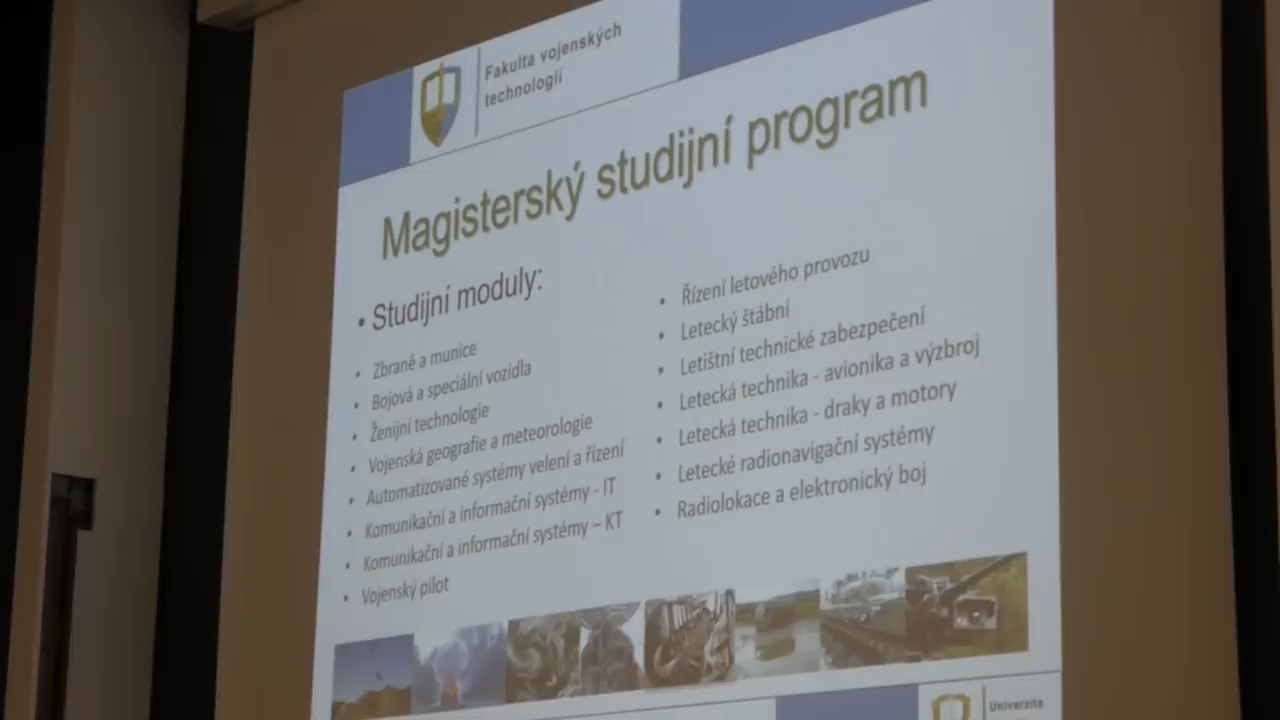 Fakulta vojenských
technologií
Magisterský studijní program
• Studijní moduly:
• Zbraně a munice
• Bojová a speciální vozidla
• Ženijní technologie
• Vojenská geografie a meteorologie
• Automatizované systémy velení a řízení
• Komunikační a informační systémy - IT
• Komunikační a informační systémy – KT
• Vojenský pilot
• Řízení letového provozu
• Letecký štábní
• Letištní technické zabezpečení
• Letecká technika - avionika a výzbroj
• Letecká technika - draky a motory
• Letecké radionavigační systémy
• Radiolokace a elektronický boj
Univerzita